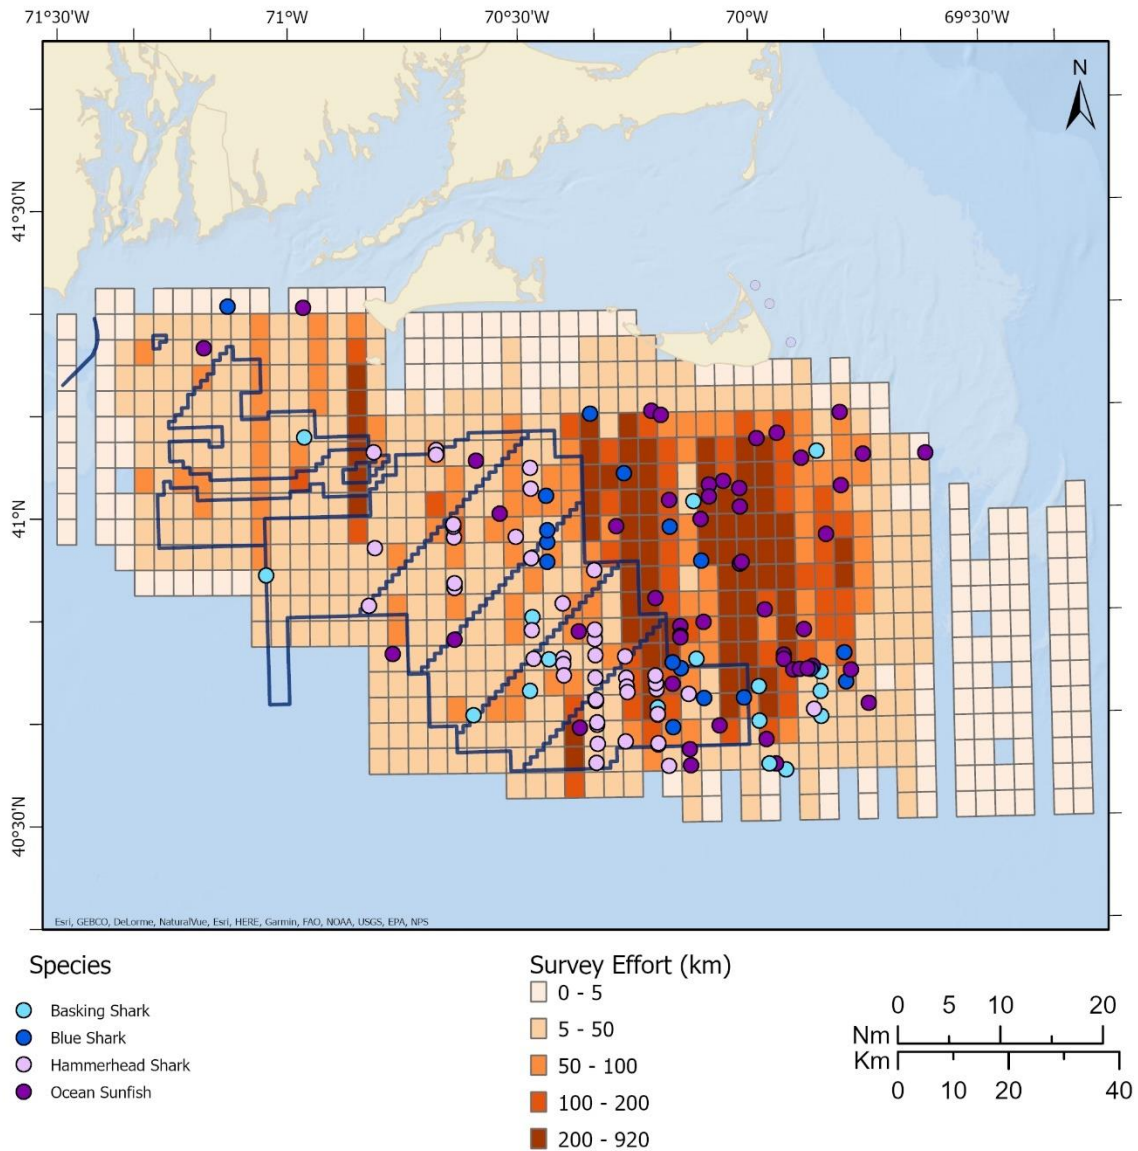 71°30'W 71°W 70°30'W 70°W 69°30'W
N
41°30'N
41°N
40°30'N
Esri, GEBCO, DeLorme, NaturalVue, Esri, HERE, Garmin, FAO, NOAA, USGS, EPA, NPS
Species
Basking Shark
Blue Shark
Hammerhead Shark
Ocean Sunfish
Survey Effort (km)
0 - 5
5 - 50
50 - 100
100 - 200
200 - 920
0 5 10 20
Nm
Km
0 10 20 40